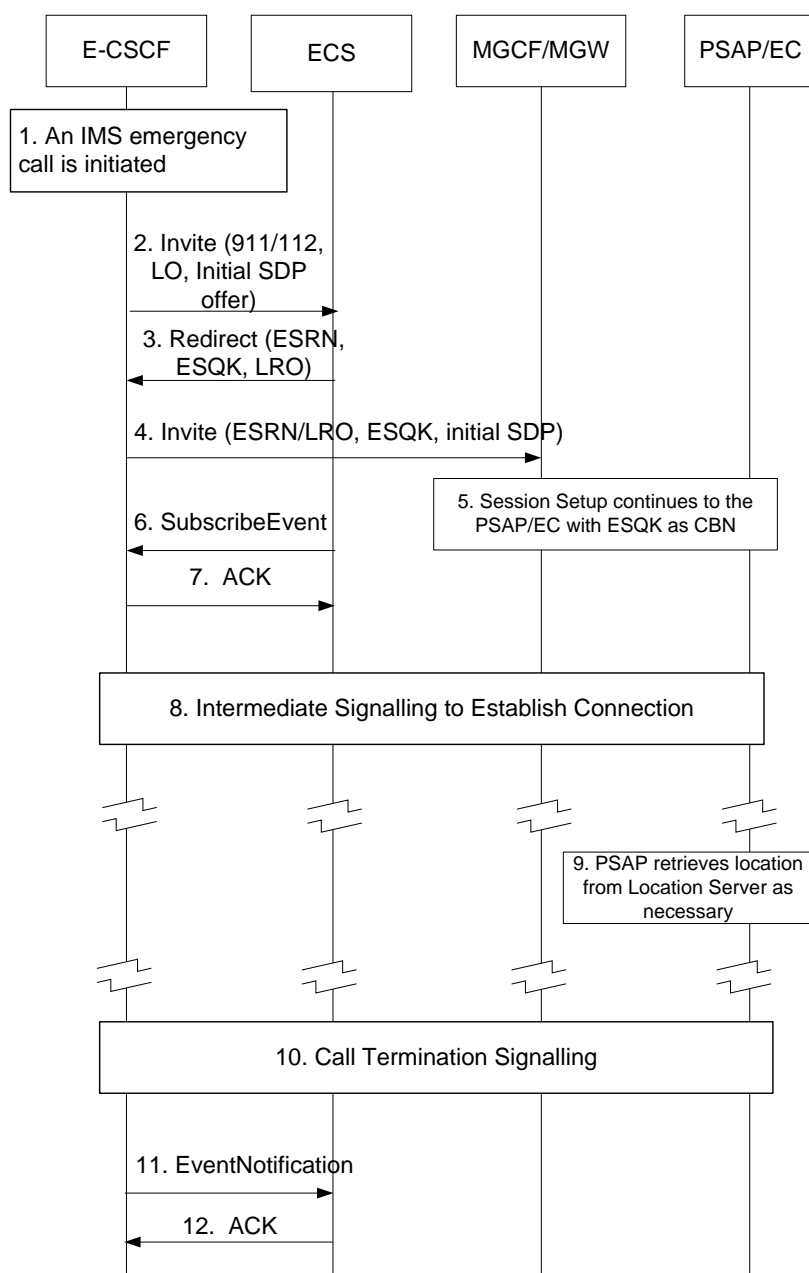 E-CSCF
ECS
MGCF/MGW
PSAP/EC
1. An IMS emergency
call is initiated
2. Invite (911/112,
LO, Initial SDP
offer)
3. Redirect (ESRN,
ESQK, LRO)
4. Invite (ESRN/LRO, ESQK, initial SDP)
5. Session Setup continues to the
PSAP/EC with ESQK as CBN
6. SubscribeEvent
7. ACK
8. Intermediate Signalling to Establish Connection
9. PSAP retrieves location
from Location Server as
necessary
10. Call Termination Signalling
11. EventNotification
12. ACK